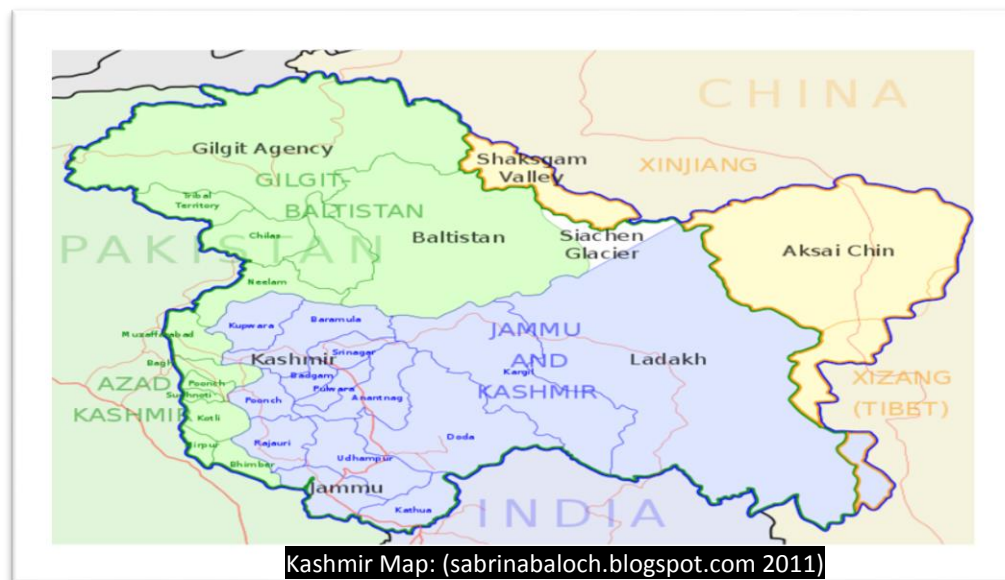 CHINA
Gilgit Agency
Shaksgam
Valley
XINJIANG
GILGIT-
BALTISTAN
Tribal
Territory
Chilas
PAKISTAN
Baltistan
Siachen
Glacier
Aksai Chin
Neelam
Muzaffarabad
Kupwara
Baramula
JAMMU
AND
KASHMIR
Kashmir
Srinagar
Ladakh
Bagh
Badgam
Kargil
Pulwara
AZAD
KASHMIR
Poonch
Sudhnoti
Poonch
Anantnag
XIZANG
(TIBET)
Kotli
Mirpur
Rajauri
Doda
Bhimber
Udhampur
Jammu
Kathua
INDIA
Kashmir Map: (sabrinabaloch.blogspot.com 2011)